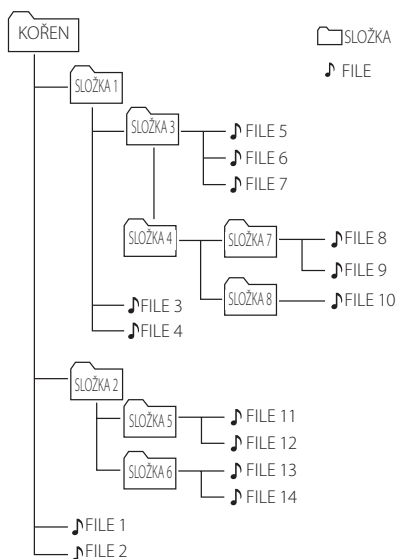 KOŘEN
SLOŽKA
FILE
SLOŽKA 1
SLOŽKA 3
FILE 5
FILE 6
FILE 7
SLOŽKA 4
SLOŽKA 7
FILE 8
FILE 9
SLOŽKA 8
FILE 10
FILE 3
FILE 4
SLOŽKA 2
SLOŽKA 5
FILE 11
FILE 12
SLOŽKA 6
FILE 13
FILE 14
FILE 1
FILE 2